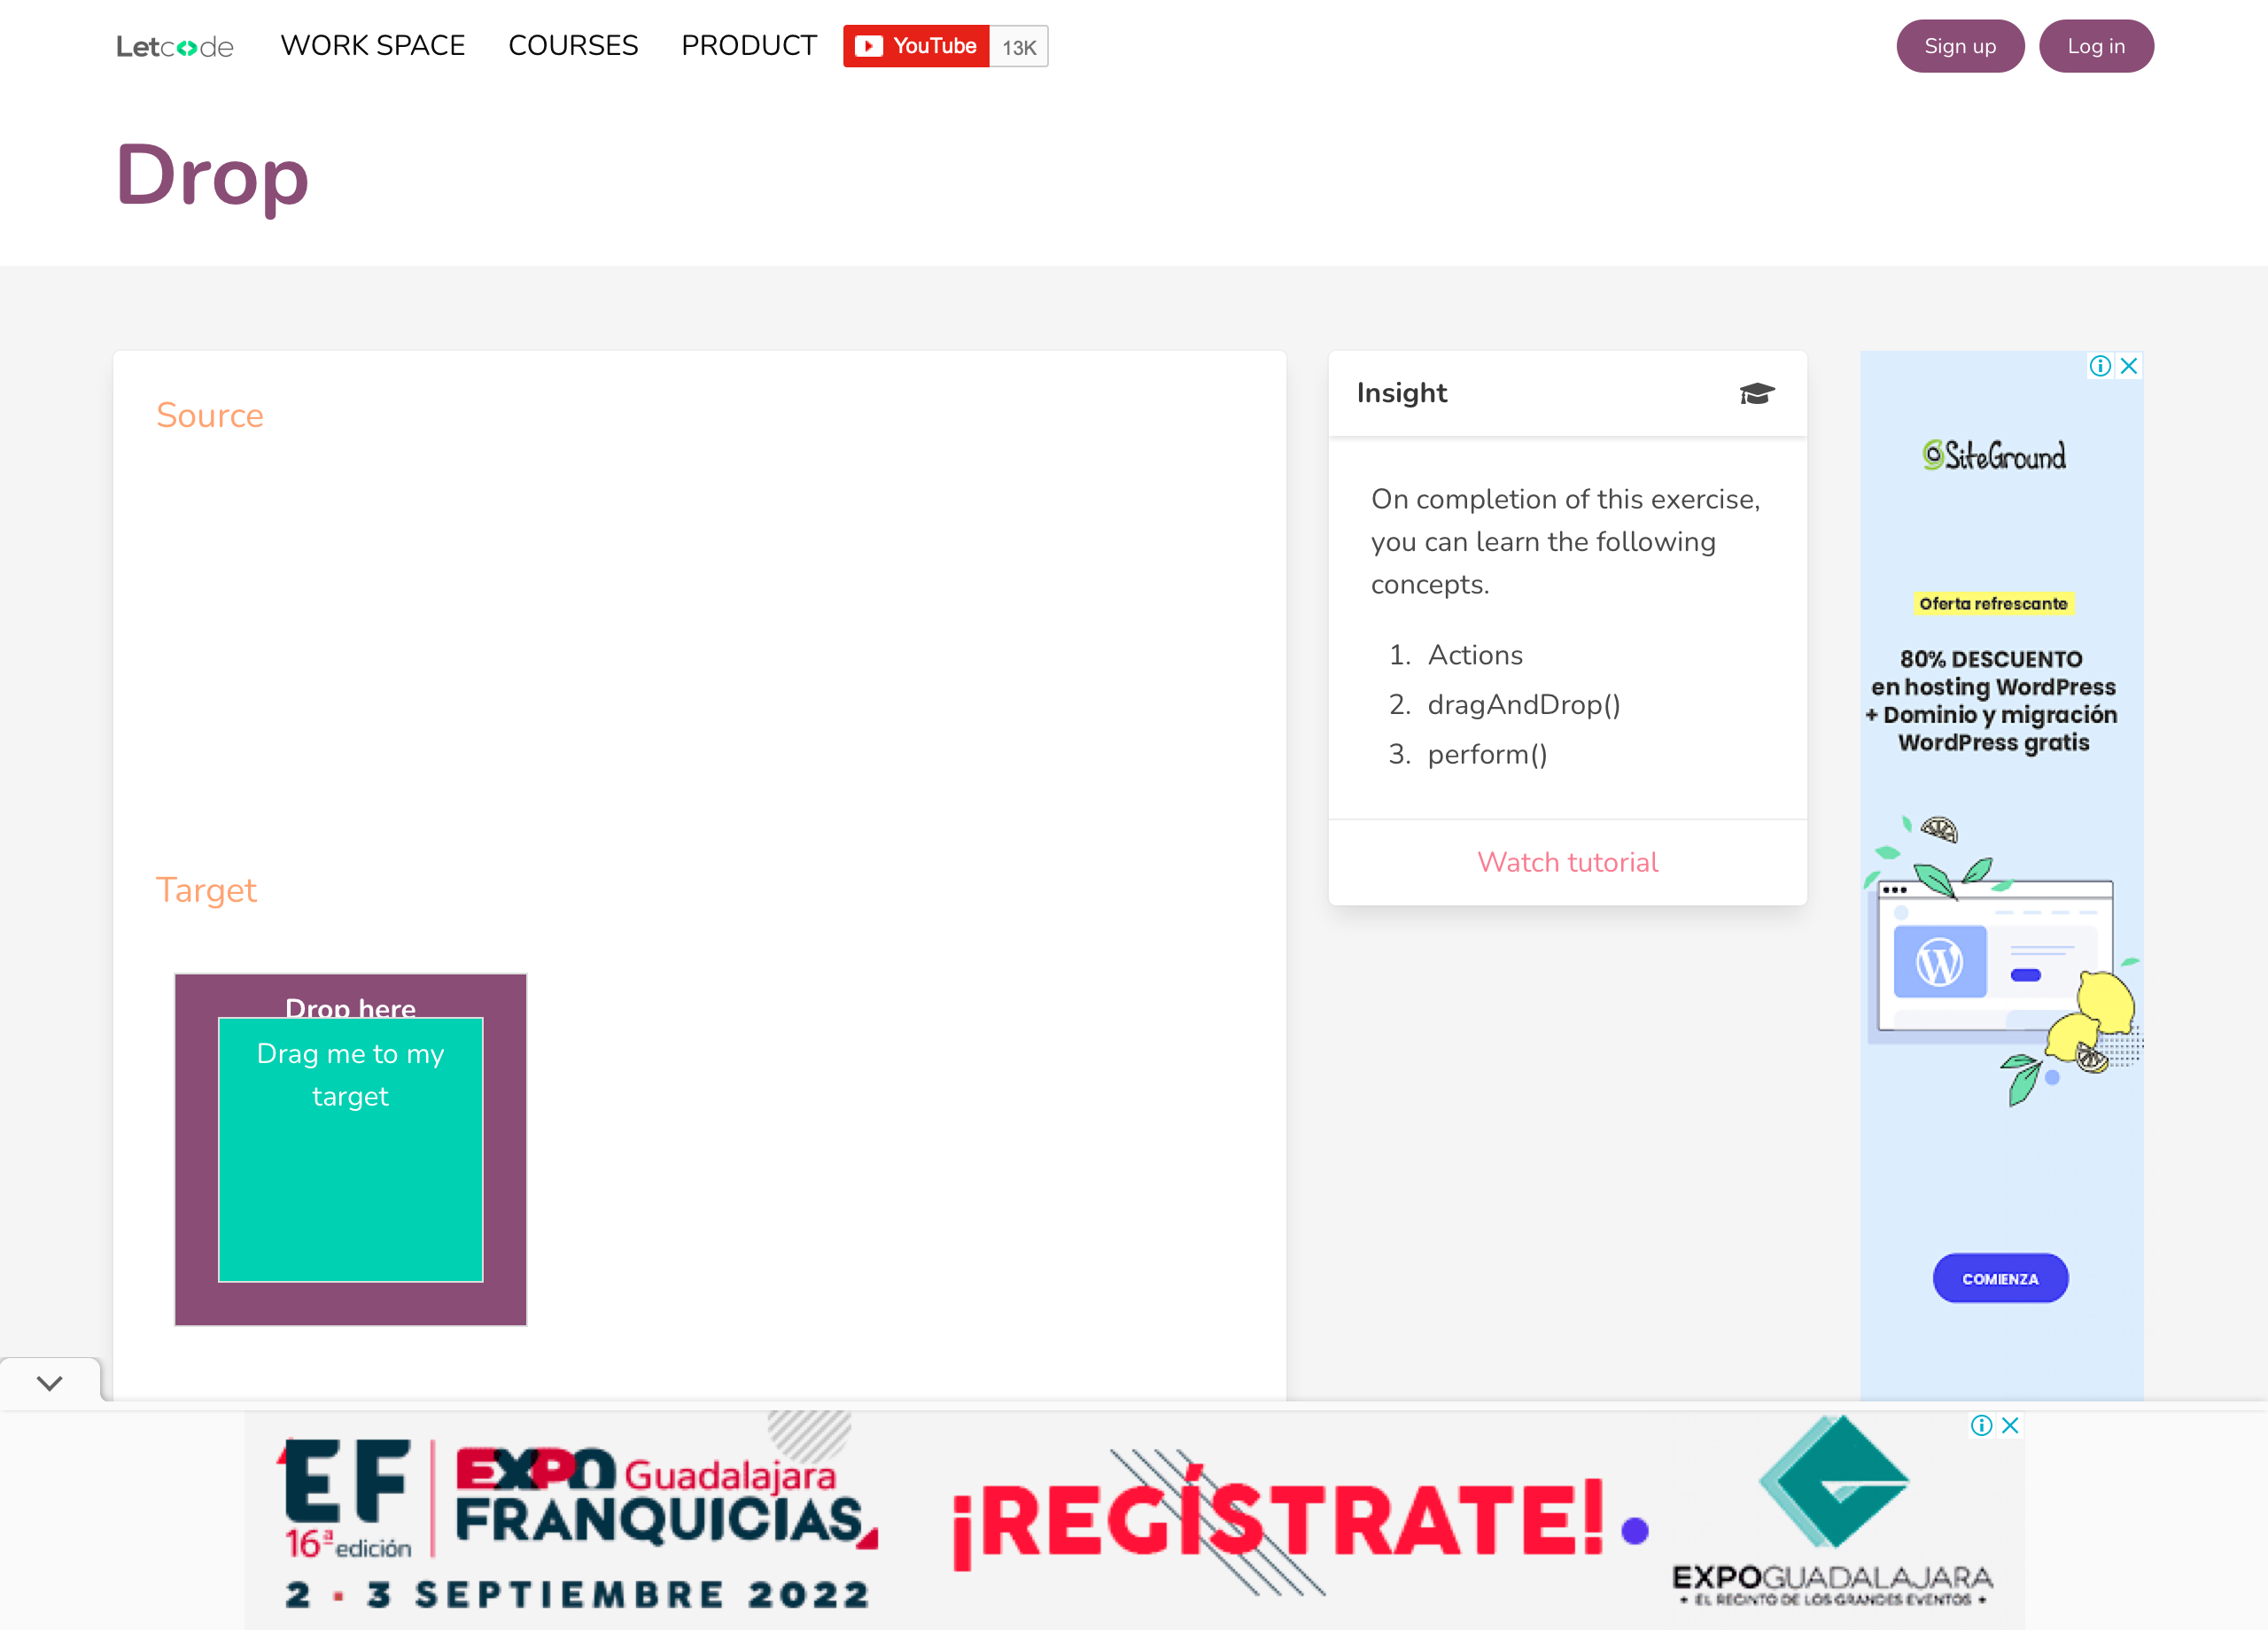 Letcode WORK SPACE COURSES PRODUCT YouTube 13K Sign up Log in
Drop
Source
Target
Drop here
Drag me to my
target
Insight
On completion of this exercise,
you can learn the following
concepts.
1. Actions
2. dragAndDrop()
3. perform()
Watch tutorial
SiteGround
Oferta refrescante
80% DESCUENTO
en hosting WordPress
+ Dominio y migración
WordPress gratis
COMIENZA
EF
16ª edición
EXPO Guadalajara
FRANQUICIAS
2 - 3 SEPTIEMBRE 2022
¡REGÍSTRATE!
EXPOGUADALAJARA
• EL RECINTO DE LOS GRANDES EVENTOS •